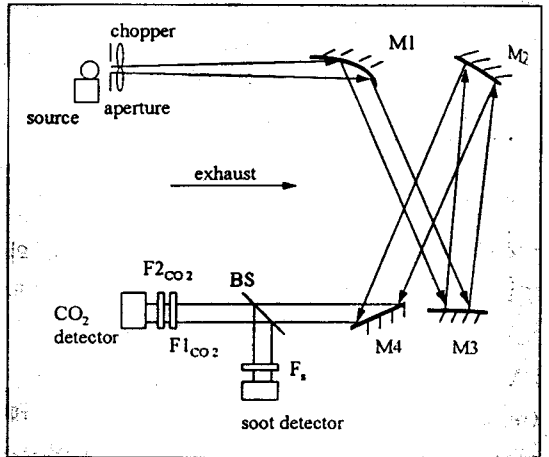 chopper
M1
M2
source
aperture
exhaust
F2CO2
BS
CO2
detector
F1CO2
M4
M3
Fs
soot detector